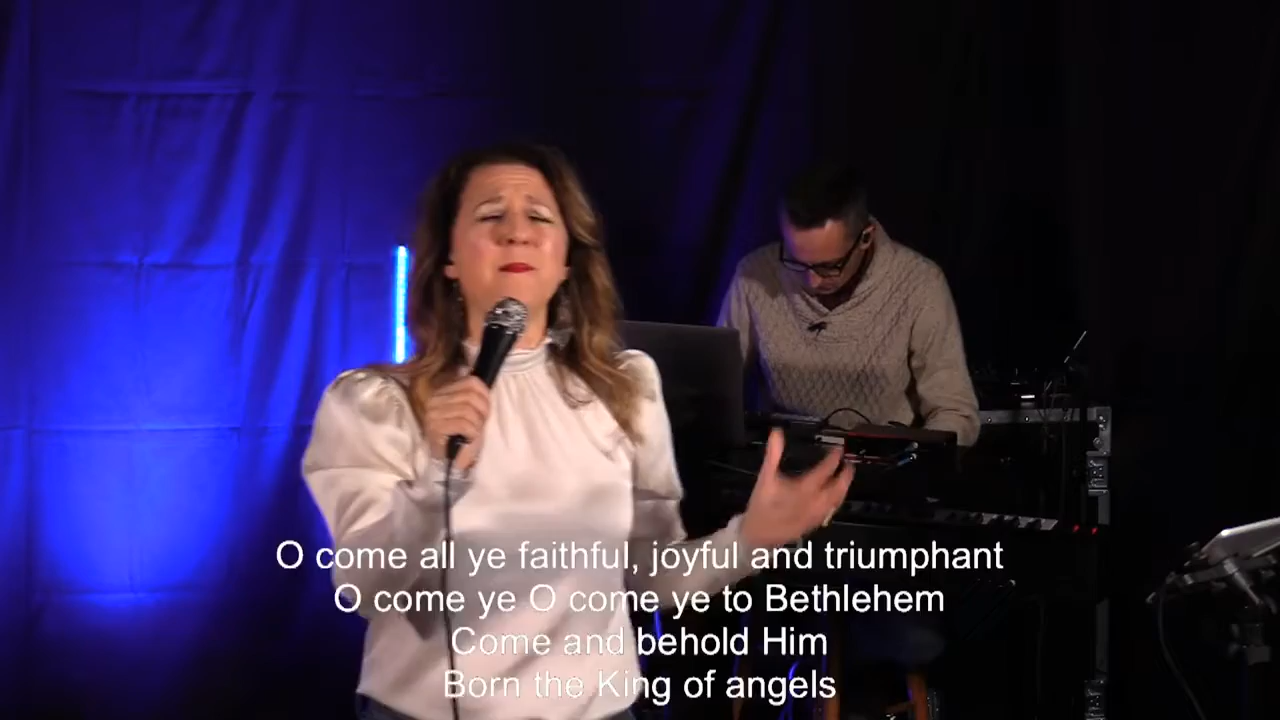 O come all ye faithful, joyful and triumphant
O come ye O come ye to Bethlehem
Come and behold Him
Born the King of angels